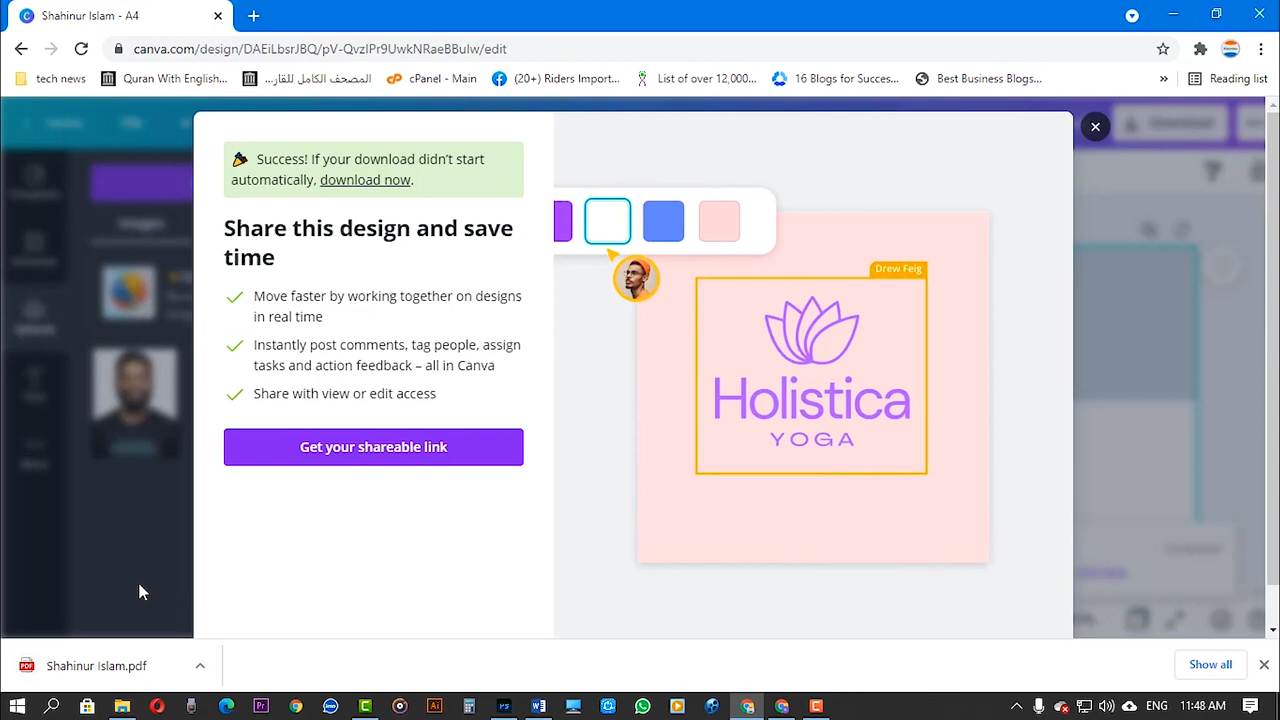 Shahinur Islam - A4
canva.com/design/DAEiLbsrJBQ/pV-QvzlPr9UwkNRaeBBulw/edit
tech news
Quran With English...
المصحف الكامل للقار...
cPanel - Main
(20+) Riders Import...
List of over 12,000...
16 Blogs for Succes...
Best Business Blogs...
»
Reading list
Home
File
Download
Success! If your download didn't start
automatically, download now.
Share this design and save
time
Move faster by working together on designs
in real time
Instantly post comments, tag people, assign
tasks and action feedback – all in Canva
Share with view or edit access
Get your shareable link
Drew Feig
Holistica
YOGA
Shahinur Islam.pdf
Show all
ENG
11:48 AM